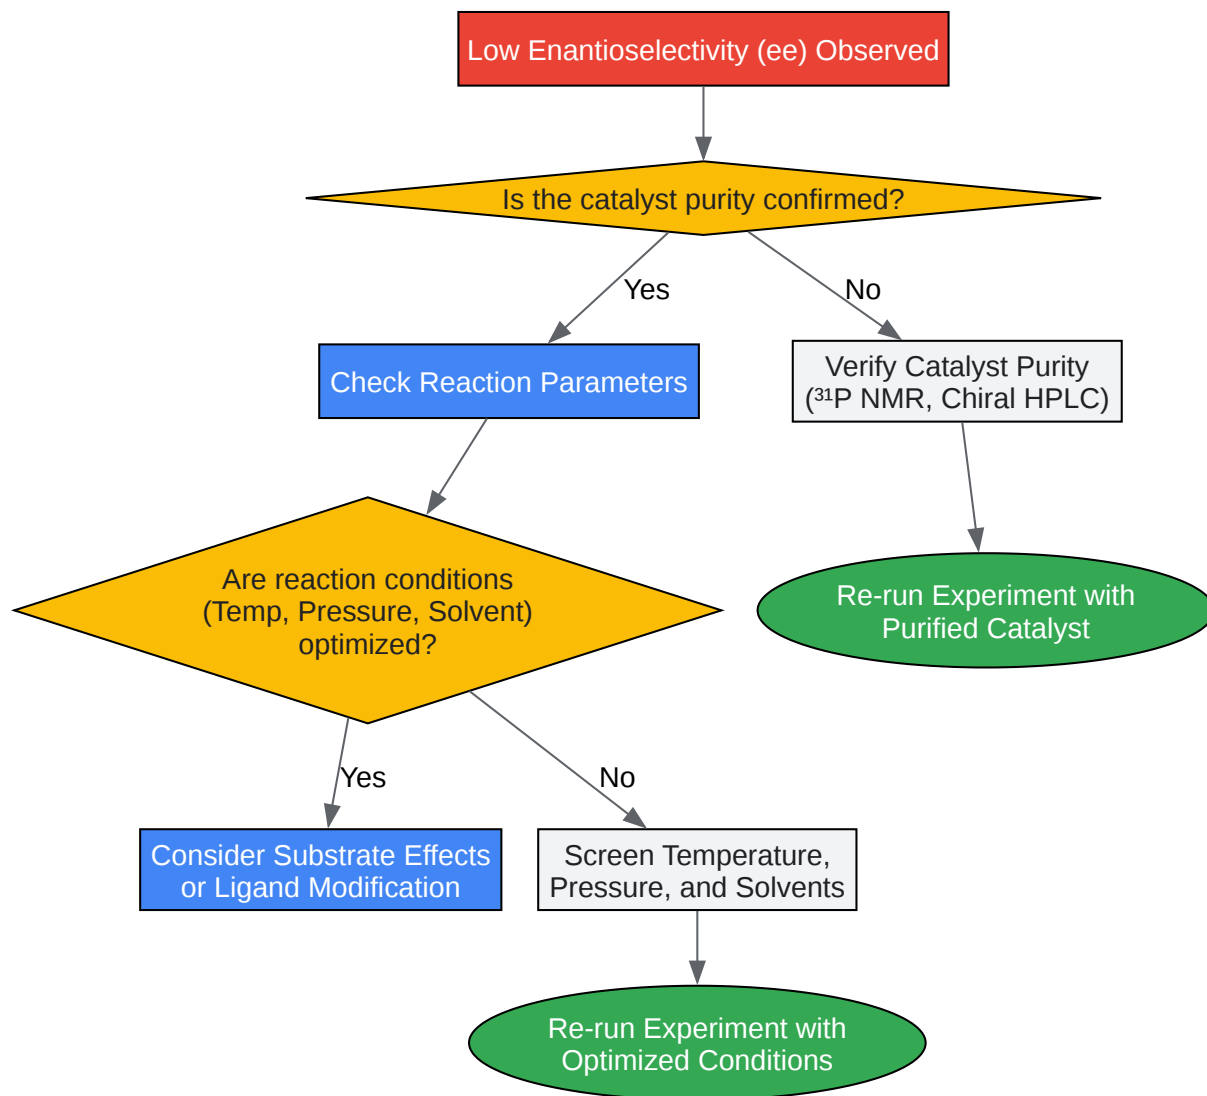 Low Enantioselectivity (ee) Observed
Is the catalyst purity confirmed?
Yes
No
Check Reaction Parameters
Verify Catalyst Purity
(³¹P NMR, Chiral HPLC)
Are reaction conditions
(Temp, Pressure, Solvent)
optimized?
Re-run Experiment with
Purified Catalyst
Yes
No
Consider Substrate Effects
or Ligand Modification
Screen Temperature,
Pressure, and Solvents
Re-run Experiment with
Optimized Conditions